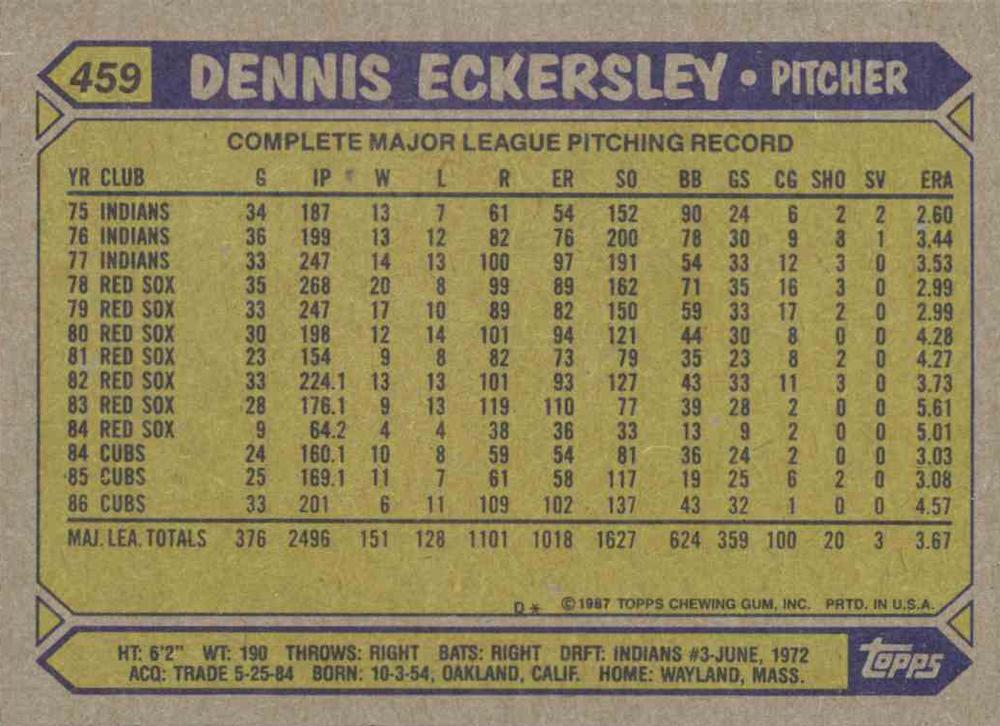 459 DENNIS ECKERSLEY • PITCHER
COMPLETE MAJOR LEAGUE PITCHING RECORD
YR CLUB G IP W L R ER SO BB GS CG SHO SV ERA
75 INDIANS 34 187 13 7 61 54 152 90 24 6 2 2 2.60
76 INDIANS 36 199 13 12 82 76 200 78 30 9 3 1 3.44
77 INDIANS 33 247 14 13 100 97 191 54 33 12 3 0 3.53
78 RED SOX 35 268 20 8 99 89 162 71 35 16 3 0 2.99
79 RED SOX 33 247 17 10 89 82 150 59 33 17 2 0 2.99
80 RED SOX 30 198 12 14 101 94 121 44 30 8 0 0 4.28
81 RED SOX 23 154 9 8 82 73 79 35 23 8 2 0 4.27
82 RED SOX 33 224.1 13 13 101 93 127 43 33 11 3 0 3.73
83 RED SOX 28 176.1 9 13 119 110 77 39 28 2 0 0 5.61
84 RED SOX 9 64.2 4 4 38 36 33 13 9 2 0 0 5.01
84 CUBS 24 160.1 10 8 59 54 81 36 24 2 0 0 3.03
85 CUBS 25 169.1 11 7 61 58 117 19 25 6 2 0 3.08
86 CUBS 33 201 6 11 109 102 137 43 32 1 0 0 4.57
MAJ. LEA. TOTALS 376 2496 151 128 1101 1018 1627 624 359 100 20 3 3.67
D* ©1987 TOPPS CHEWING GUM, INC. PRTD. IN U.S.A.
HT: 6'2" WT: 190 THROWS: RIGHT BATS: RIGHT DRFT: INDIANS #3-JUNE, 1972
ACQ: TRADE 5-25-84 BORN: 10-3-54, OAKLAND, CALIF. HOME: WAYLAND, MASS.
topps